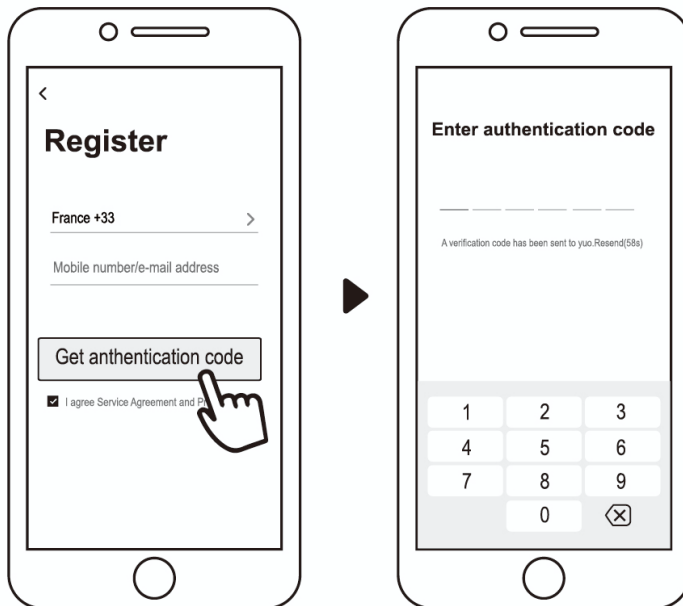 Register
France +33
Mobile number/e-mail address
Get anthentication code
I agree Service Agreement and
Enter authentication code
A verification code has been sent to yuo.Resend(58s)
1 2 3
4 5 6
7 8 9
0